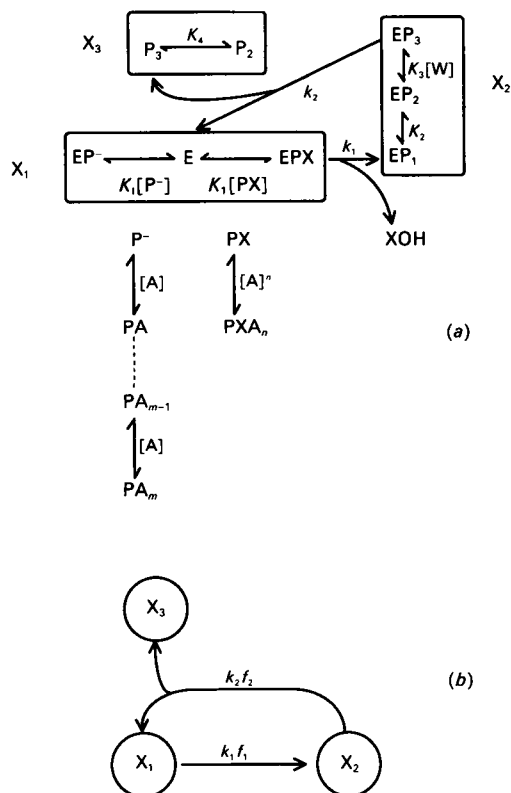 X₃
P₃ K₄ P₂
k₂
EP₃
K₃[W]
EP₂
K₂
EP₁
X₂
X₁
EP⁻ E EPX
K₁[P⁻] K₁[PX]
k₁
XOH
P⁻ PX
[A] [A]ⁿ
PA PXAₙ
(a)
PAₘ₋₁
[A]
PAₘ
X₃
k₂f₂
(b)
X₁ k₁f₁ X₂